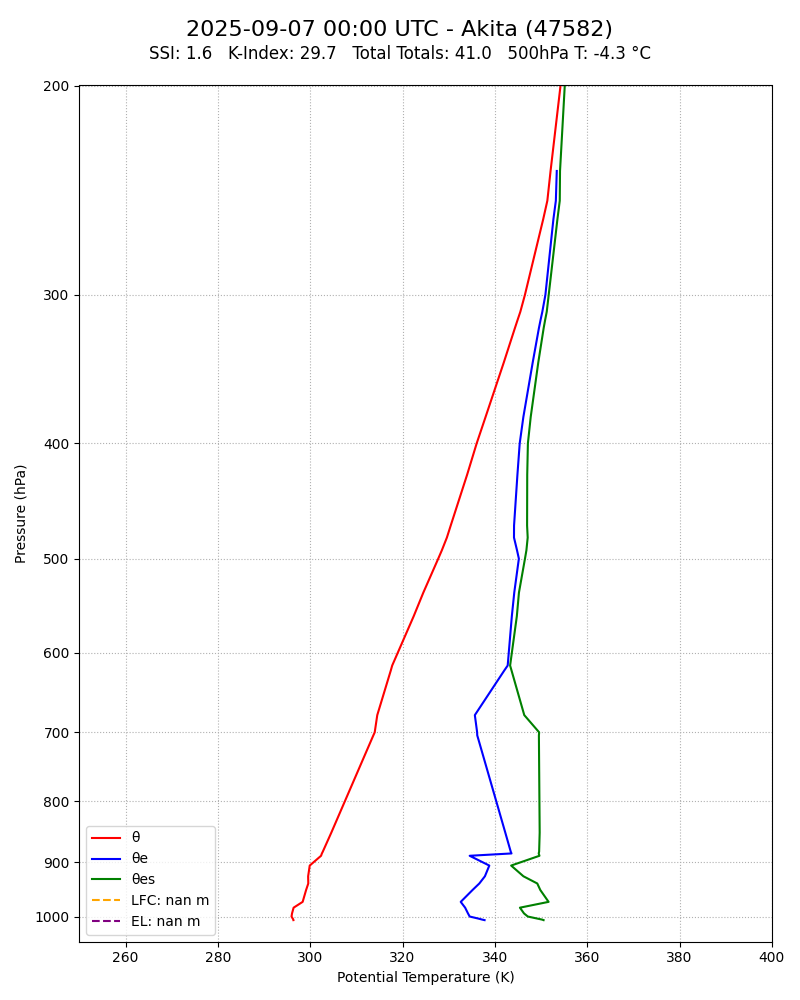 2025-09-07 00:00 UTC - Akita (47582)
SSI: 1.6   K-Index: 29.7   Total Totals: 41.0   500hPa T: -4.3 °C
200
300
400
500
600
700
800
900
1000
Pressure (hPa)
θ
θe
θes
LFC: nan m
EL: nan m
260 280 300 320 340 360 380 400
Potential Temperature (K)